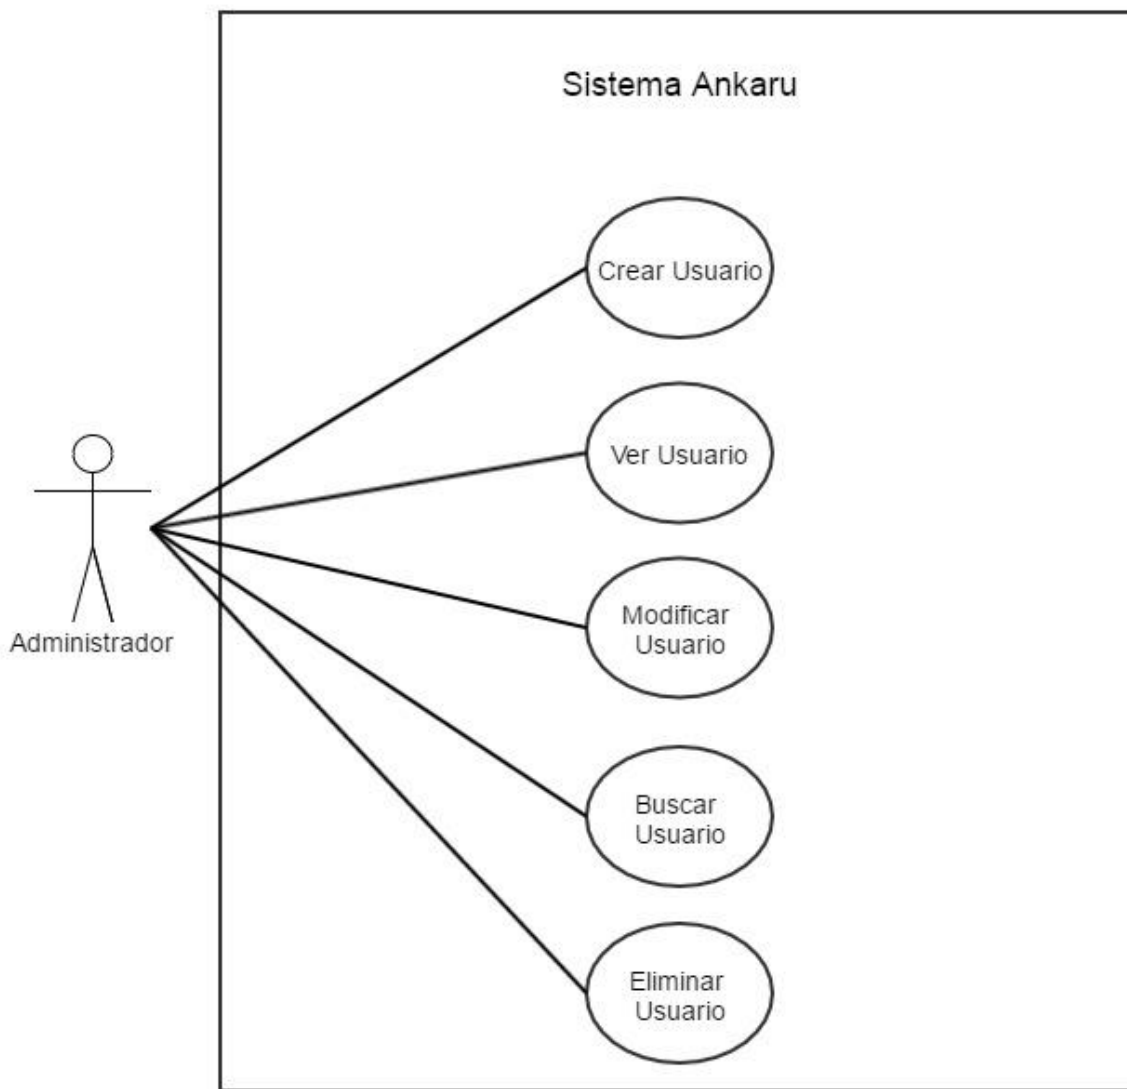 Sistema Ankaru
Crear Usuario
Ver Usuario
Modificar
Usuario
Administrador
Buscar
Usuario
Eliminar
Usuario